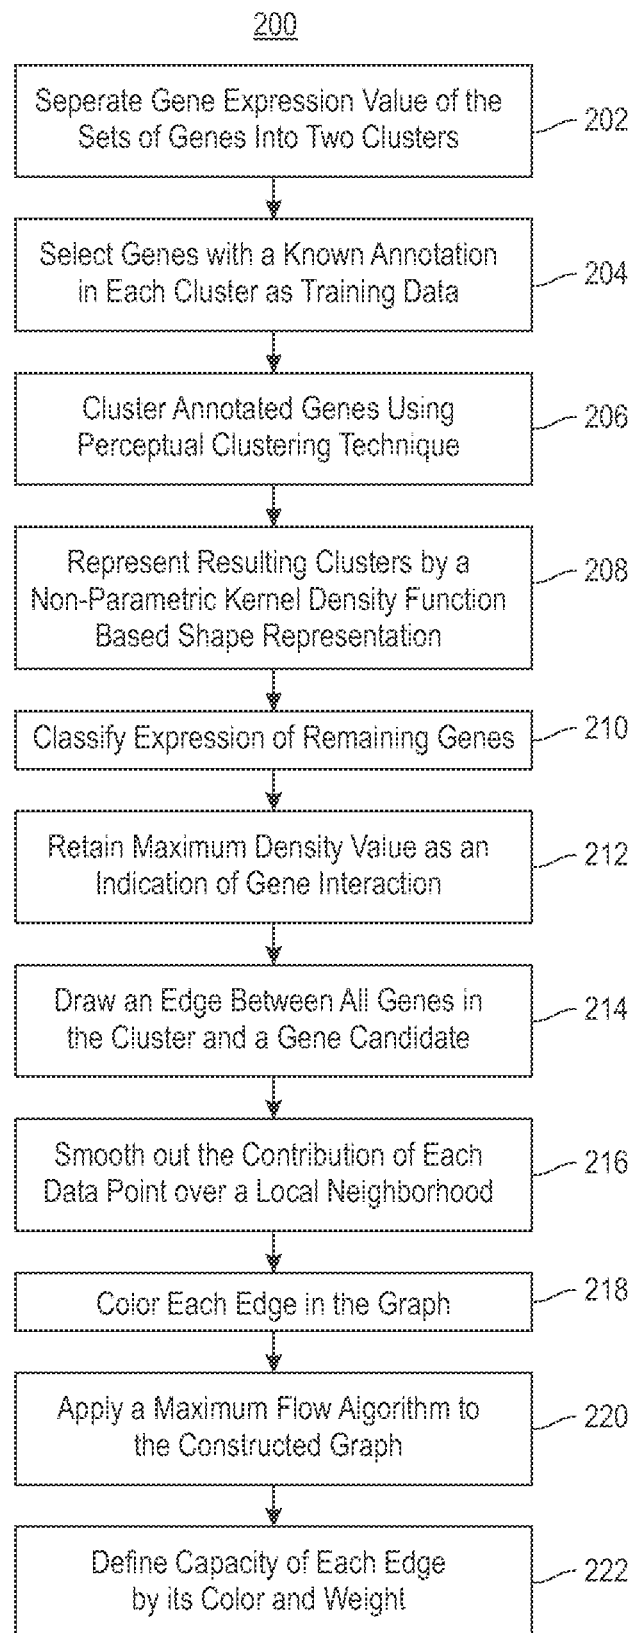 200
Seperate Gene Expression Value of the
Sets of Genes Into Two Clusters
202
Select Genes with a Known Annotation
in Each Cluster as Training Data
204
Cluster Annotated Genes Using
Perceptual Clustering Technique
206
Represent Resulting Clusters by a
Non-Parametric Kernel Density Function
Based Shape Representation
208
Classify Expression of Remaining Genes
210
Retain Maximum Density Value as an
Indication of Gene Interaction
212
Draw an Edge Between All Genes in
the Cluster and a Gene Candidate
214
Smooth out the Contribution of Each
Data Point over a Local Neighborhood
216
Color Each Edge in the Graph
218
Apply a Maximum Flow Algorithm to
the Constructed Graph
220
Define Capacity of Each Edge
by its Color and Weight
222